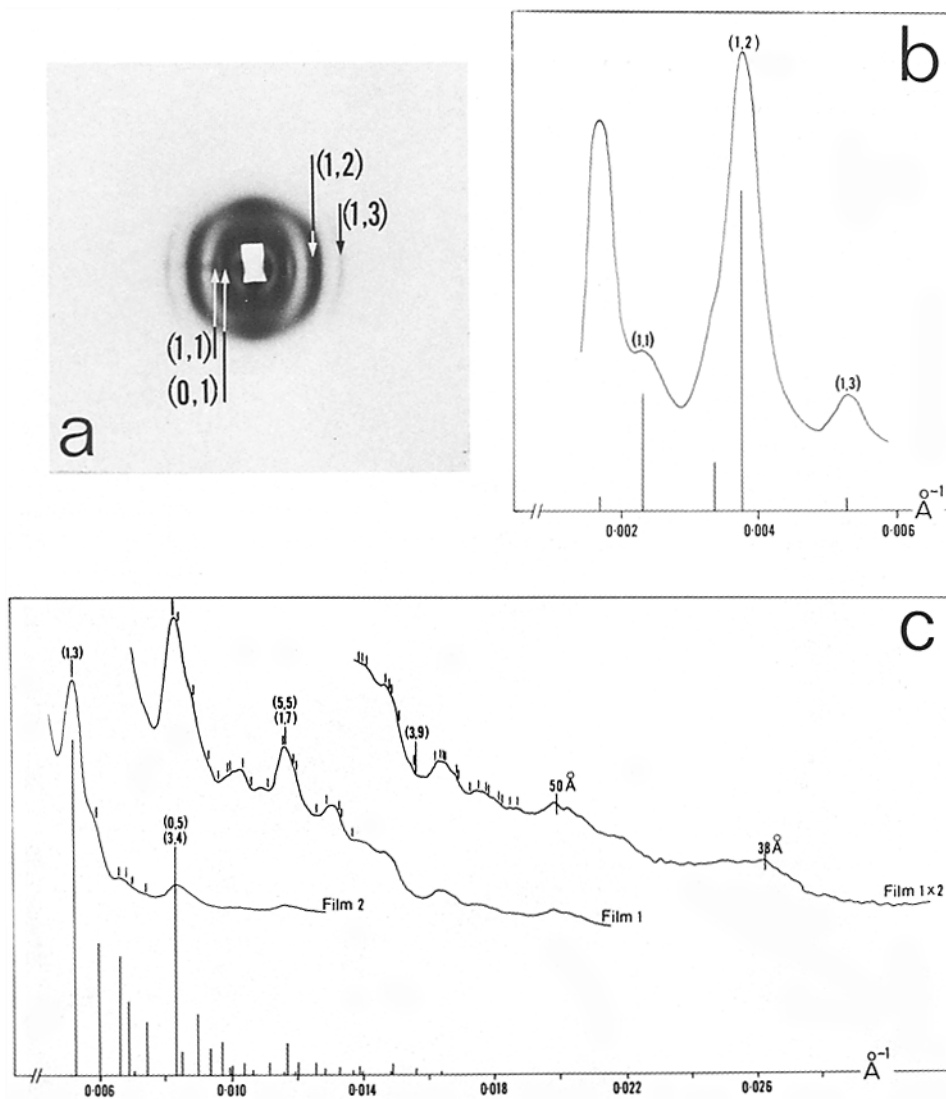 a
(1,2)
(1,3)
(1,1)
(0,1)
b
(1,2)
(1,1)
(1,3)
Å⁻¹
0·002
0·004
0·006
c
(1,3)
(0,5)
(3,4)
(5,5)
(1,7)
(3,9)
50 Å
38 Å
Film 2
Film 1
Film 1×2
Å⁻¹
0·006
0·010
0·014
0·018
0·022
0·026